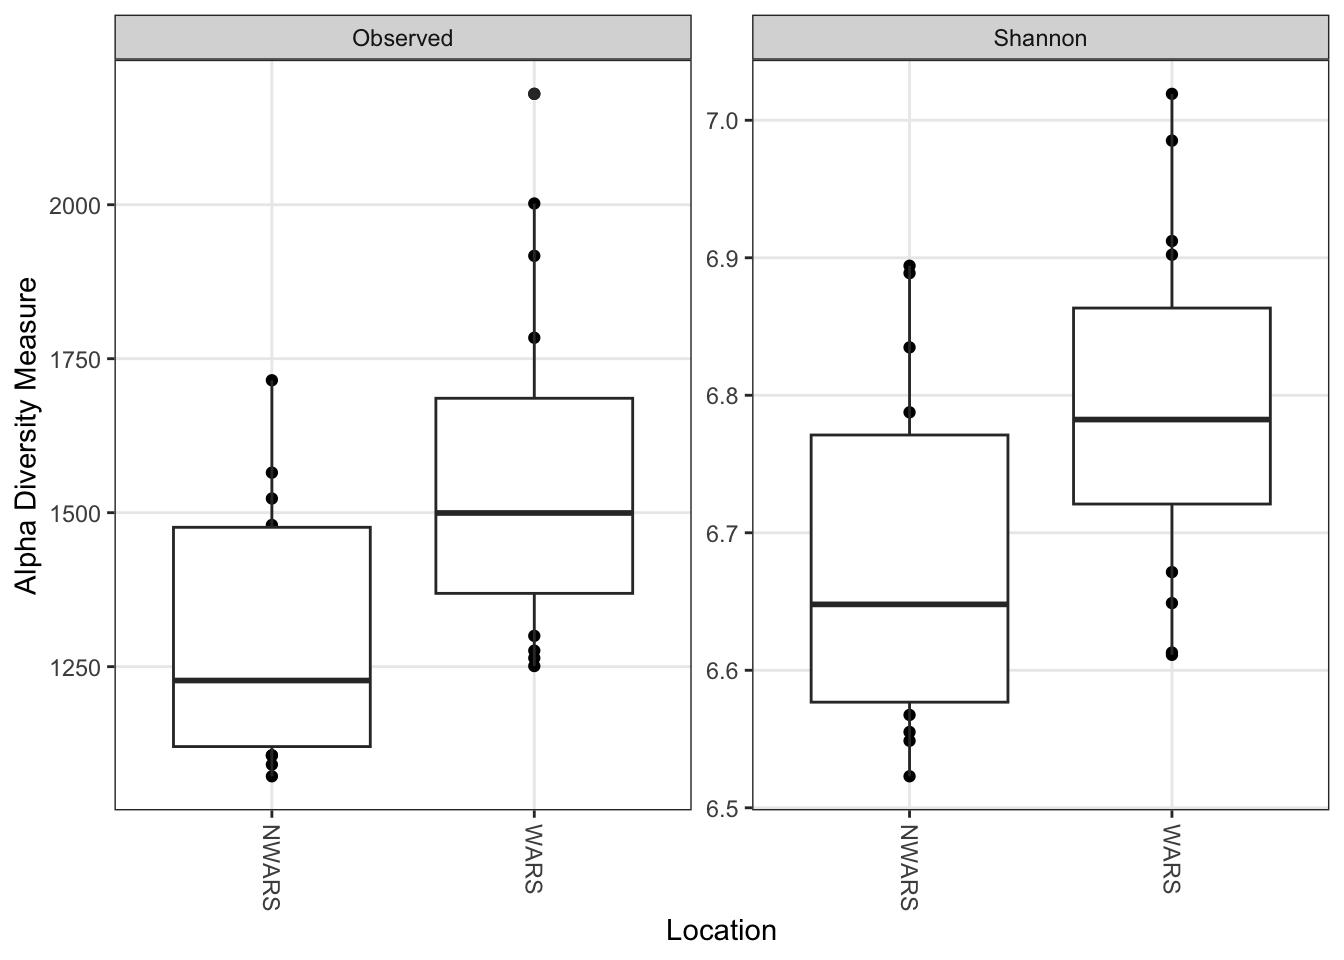 Observed
Shannon
Alpha Diversity Measure
2000
1750
1500
1250
7.0
6.9
6.8
6.7
6.6
6.5
NWARS
WARS
NWARS
WARS
Location